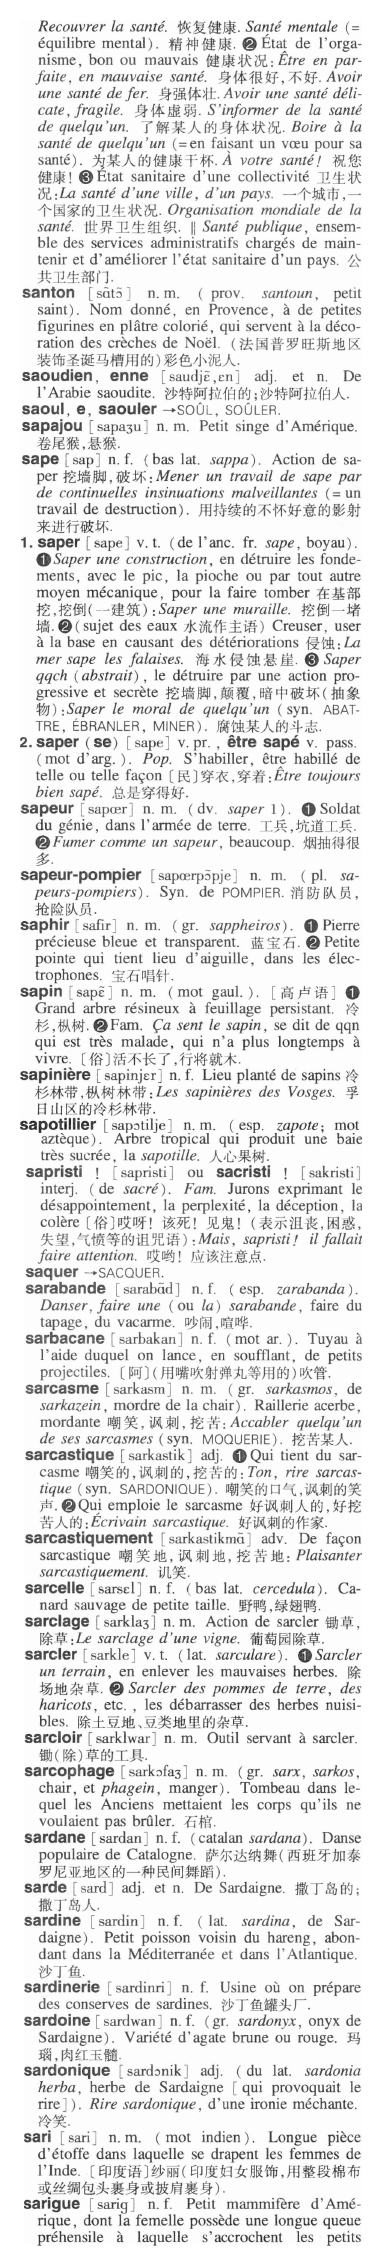 Recouvrer la santé. 恢复健康. Santé mentale (=
équilibre mental). 精神健康. ❷ État de l'orga-
nisme, bon ou mauvais 健康状况: Être en par-
faite, en mauvaise santé. 身体很好,不好. Avoir
une santé de fer. 身强体壮. Avoir une santé déli-
cate, fragile. 身体虚弱. S'informer de la santé
de quelqu'un. 了解某人的身体状况. Boire à la
santé de quelqu'un (=en faisant un vœu pour sa
santé). 为某人的健康干杯. À votre santé! 祝您
健康! ❸ État sanitaire d'une collectivité 卫生状
况:La santé d'une ville, d'un pays. 一个城市,一
个国家的卫生状况. Organisation mondiale de la
santé. 世界卫生组织. ‖ Santé publique, ensem-
ble des services administratifs chargés de main-
tenir et d'améliorer l'état sanitaire d'un pays. 公
共卫生部门.
santon [sɑ̃tɔ̃] n. m. ( prov. santoun, petit
saint). Nom donné, en Provence, à de petites
figurines en plâtre colorié, qui servent à la déco-
ration des crèches de Noël. (法国普罗旺斯地区
装饰圣诞马槽用的)彩色小泥人.
saoudien, enne [saudjɛ̃,ɛn] adj. et n. De
l'Arabie saoudite. 沙特阿拉伯的;沙特阿拉伯人.
saoul, e, saouler →SOÛL, SOÛLER.
sapajou [sapaʒu] n. m. Petit singe d'Amérique.
卷尾猴,悬猴.
sape [sap] n. f. (bas lat. sappa). Action de sa-
per 挖墙脚,破坏:Mener un travail de sape par
de continuelles insinuations malveillantes (= un
travail de destruction). 用持续的不怀好意的影射
来进行破坏.
1. saper [sape] v. t. (de l'anc. fr. sape, boyau).
❶ Saper une construction, en détruire les fonde-
ments, avec le pic, la pioche ou par tout autre
moyen mécanique, pour la faire tomber 在基部
挖,挖倒(一建筑):Saper une muraille. 挖倒一堵
墙. ❷ (sujet des eaux 水流作主语) Creuser, user
à la base en causant des détériorations 侵蚀:La
mer sape les falaises. 海水侵蚀悬崖. ❸ Saper
qqch (abstrait), le détruire par une action pro-
gressive et secrète 挖墙脚,颠覆,暗中破坏(抽象
物):Saper le moral de quelqu'un (syn. ABAT-
TRE, ÉBRANLER, MINER). 腐蚀某人的斗志.
2. saper (se) [sape] v. pr. , être sapé v. pass.
(mot d'arg. ). Pop. S'habiller, être habillé de
telle ou telle façon [民]穿衣,穿着:Être toujours
bien sapé. 总是穿得好.
sapeur [sapœr] n. m. (dv. saper 1). ❶ Soldat
du génie, dans l'armée de terre. 工兵,坑道工兵.
❷ Fumer comme un sapeur, beaucoup. 烟抽得很
多.
sapeur-pompier [sapœrpɔ̃pje] n. m. ( pl. sa-
peurs-pompiers). Syn. de POMPIER. 消防队员,
抢险队员.
saphir [safir] n. m. (gr. sappheiros). ❶ Pierre
précieuse bleue et transparent. 蓝宝石. ❷ Petite
pointe qui tient lieu d'aiguille, dans les élec-
trophones. 宝石唱针.
sapin [sapɛ̃] n. m. (mot gaul. ). [高卢语] ❶
Grand arbre résineux à feuillage persistant. 冷
杉,枞树. ❷ Fam. Ça sent le sapin, se dit de qqn
qui est très malade, qui n'a plus longtemps à
vivre. [俗]活不长了,行将就木.
sapinière [sapinjɛr] n. f. Lieu planté de sapins 冷
杉林带,枞树林带:Les sapinières des Vosges. 孚
日山区的冷杉林带.
sapotillier [sapɔtilje] n. m. (esp. zapote; mot
aztèque). Arbre tropical qui produit une baie
très sucrée, la sapotille. 人心果树.
sapristi ! [sapristi] ou sacristi ! [sakristi]
interj. (de sacré). Fam. Jurons exprimant le
désappointement, la perplexité, la déception, la
colère [俗]哎呀! 该死! 见鬼! (表示沮丧,困惑,
失望,气愤等的诅咒语):Mais, sapristi! il fallait
faire attention. 哎哟! 应该注意点.
saquer →SACQUER.
sarabande [sarabɑ̃d] n. f. (esp. zarabanda).
Danser, faire une (ou la) sarabande, faire du
tapage, du vacarme. 吵闹,喧哗.
sarbacane [sarbakan] n. f. (mot ar. ). Tuyau à
l'aide duquel on lance, en soufflant, de petits
projectiles. [阿](用嘴吹射弹丸等用的)吹管.
sarcasme [sarkasm] n. m. (gr. sarkasmos, de
sarkazein, mordre de la chair). Raillerie acerbe,
mordante 嘲笑,讽刺,挖苦:Accabler quelqu'un
de ses sarcasmes (syn. MOQUERIE). 挖苦某人.
sarcastique [sarkastik] adj. ❶ Qui tient du sar-
casme 嘲笑的,讽刺的,挖苦的:Ton, rire sarcas-
tique (syn. SARDONIQUE). 嘲笑的口气,讽刺的笑
声. ❷ Qui emploie le sarcasme 好讽刺人的,好挖
苦人的:Écrivain sarcastique. 好讽刺的作家.
sarcastiquement [sarkastikmɑ̃] adv. De façon
sarcastique 嘲笑地,讽刺地,挖苦地: Plaisanter
sarcastiquement. 讥笑.
sarcelle [sarsɛl] n. f. (bas lat. cercedula). Ca-
nard sauvage de petite taille. 野鸭,绿翅鸭.
sarclage [sarklaʒ] n. m. Action de sarcler 锄草,
除草:Le sarclage d'une vigne. 葡萄园除草.
sarcler [sarkle] v. t. (lat. sarculare). ❶ Sarcler
un terrain, en enlever les mauvaises herbes. 除
场地杂草. ❷ Sarcler des pommes de terre, des
haricots, etc. , les débarrasser des herbes nuisi-
bles. 除土豆地、豆类地里的杂草.
sarcloir [sarklwar] n. m. Outil servant à sarcler.
锄(除)草的工具.
sarcophage [sarkɔfaʒ] n. m. (gr. sarx, sarkos,
chair, et phagein, manger). Tombeau dans le-
quel les Anciens mettaient les corps qu'ils ne
voulaient pas brûler. 石棺.
sardane [sardan] n. f. (catalan sardana). Danse
populaire de Catalogne. 萨尔达纳舞(西班牙加泰
罗尼亚地区的一种民间舞蹈).
sarde [sard] adj. et n. De Sardaigne. 撒丁岛的;
撒丁岛人.
sardine [sardin] n. f. ( lat. sardina, de Sar-
daigne). Petit poisson voisin du hareng, abon-
dant dans la Méditerranée et dans l'Atlantique.
沙丁鱼.
sardinerie [sardinri] n. f. Usine où on prépare
des conserves de sardines. 沙丁鱼罐头厂.
sardoine [sardwan] n. f. (gr. sardonyx, onyx de
Sardaigne). Variété d'agate brune ou rouge. 玛
瑙,肉红玉髓.
sardonique [sardɔnik] adj. ( du lat. sardonia
herba, herbe de Sardaigne [ qui provoquait le
rire]). Rire sardonique, d'une ironie méchante.
冷笑.
sari [sari] n. m. ( mot indien). Longue pièce
d'étoffe dans laquelle se drapent les femmes de
l'Inde. [印度语]纱丽(印度妇女服饰,用整段棉布
或丝绸包头裹身或披肩裹身).
sarigue [sarig] n. f. Petit mammifère d'Amé-
rique, dont la femelle possède une longue queue
préhensile à laquelle s'accrochent les petits